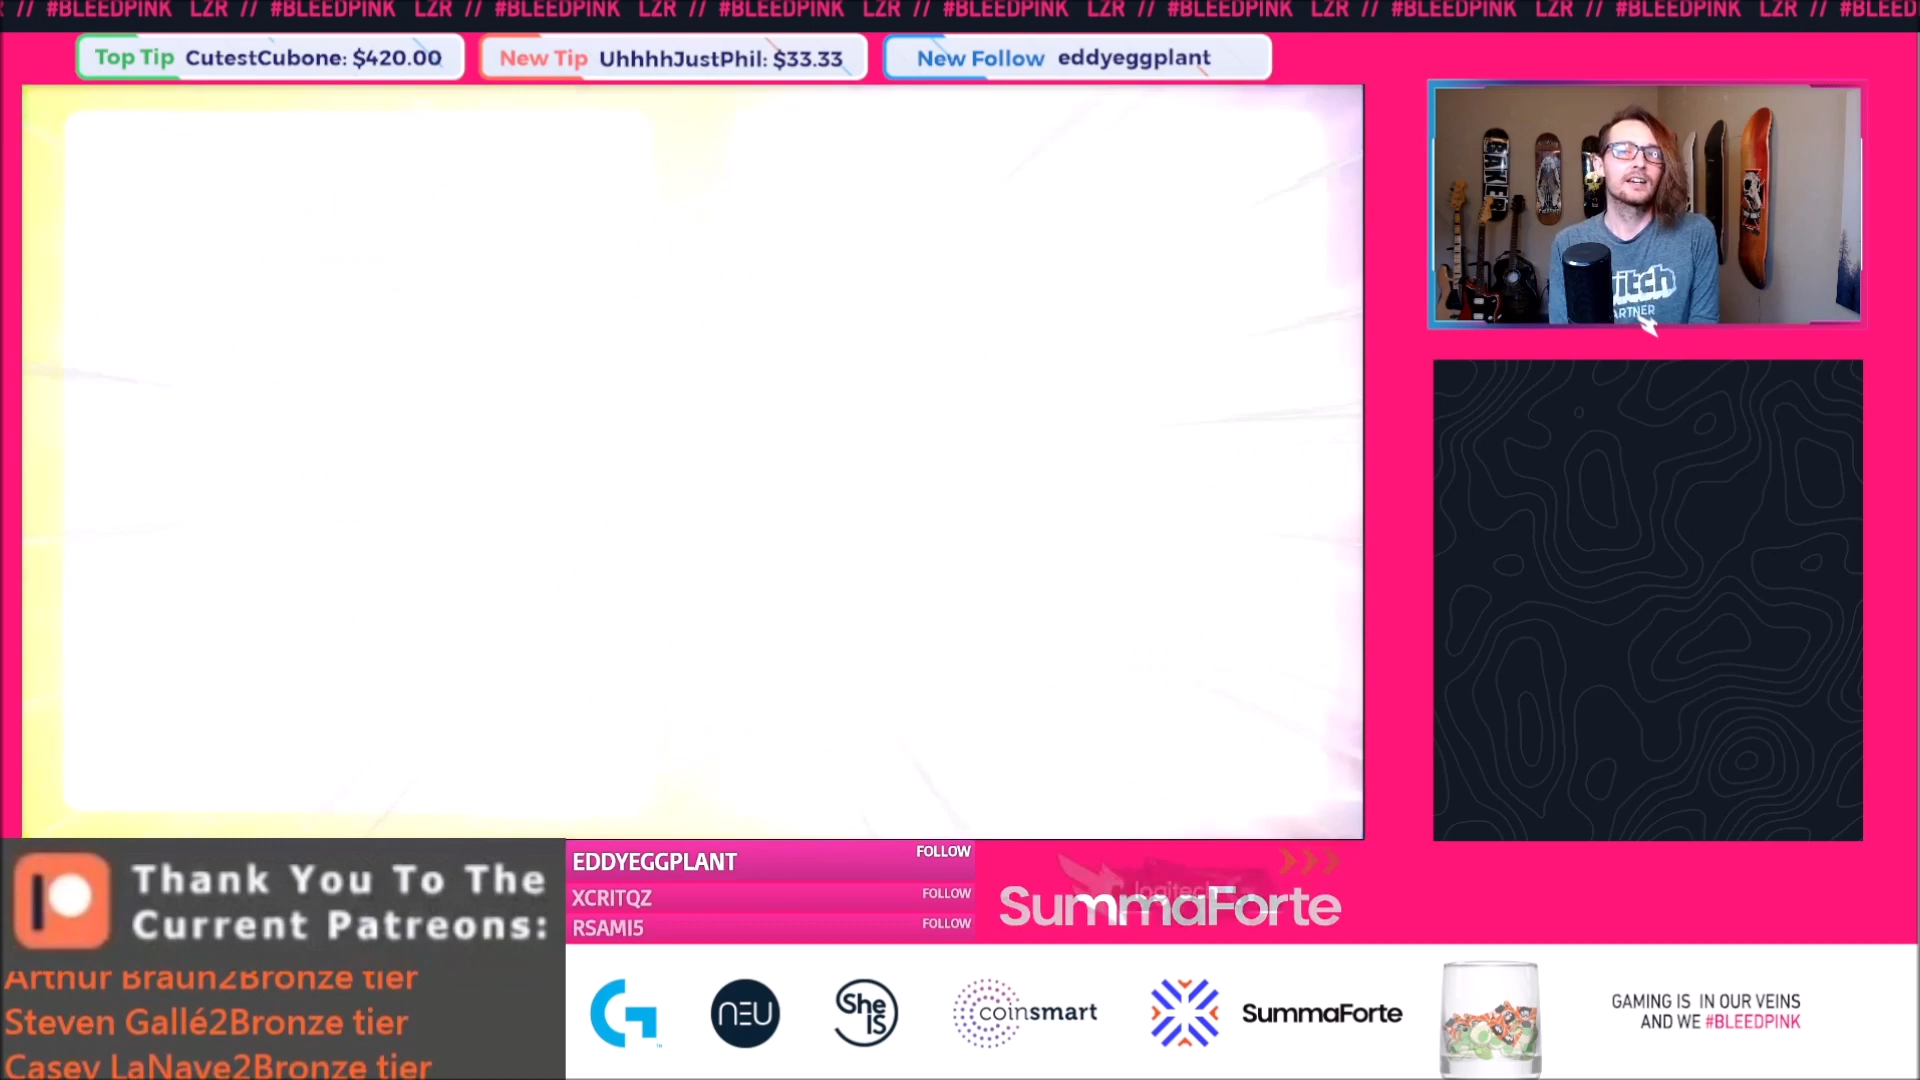 // #BLEEDPINK LZR // #BLEEDPINK LZR // #BLEEDPINK LZR // #BLEEDPINK LZR // #BLEEDPINK LZR // #BLEEDPINK LZR // #BLEEDPINK LZR // #BLEEDPINK LZR // #BLEED
Top Tip CutestCubone: $420.00
New Tip UhhhhJustPhil: $33.33
New Follow eddyeggplant
BAKER
witch
ARTNER
Thank You To The
Current Patreons:
Arthur Braun2Bronze tier
Steven Gallé2Bronze tier
Casey LaNave2Bronze tier
EDDYEGGPLANT FOLLOW
XCRITQZ FOLLOW
RSAMI5 FOLLOW
logitech
SummaForte
G
NEU
She
IS
coinsmart
SummaForte
GAMING IS IN OUR VEINS
AND WE #BLEEDPINK